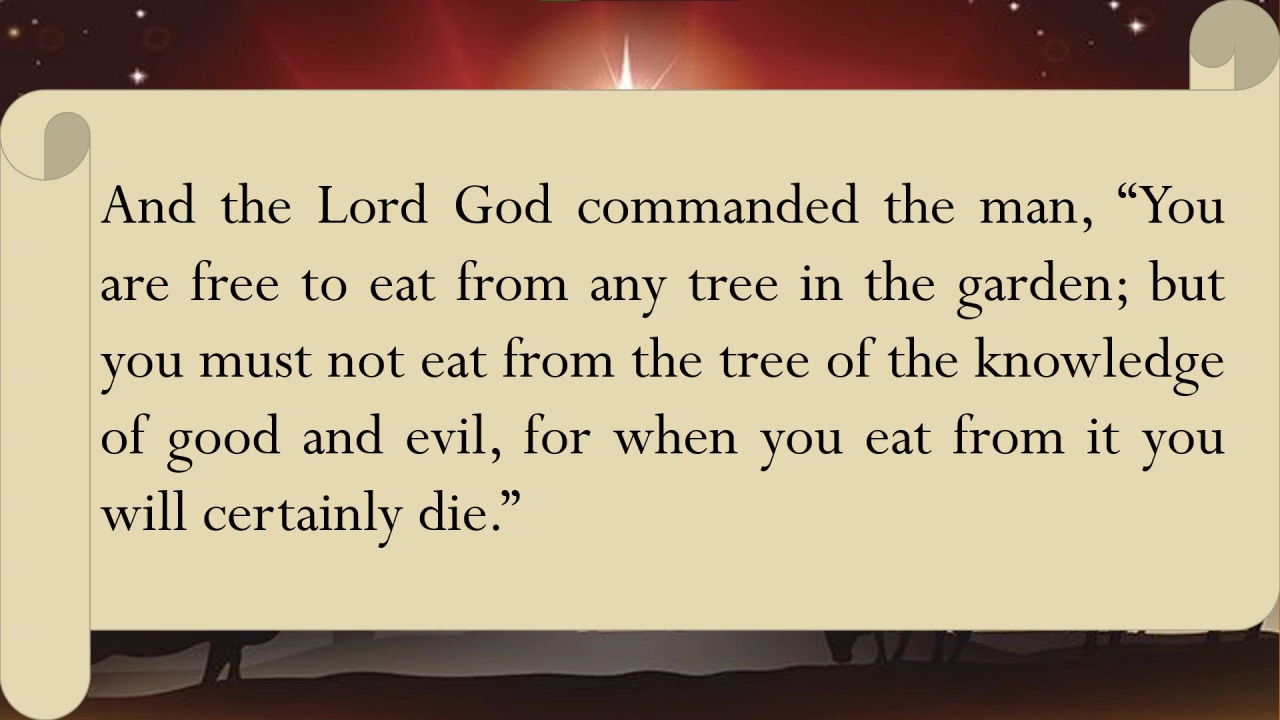 And the Lord God commanded the man, “You
are free to eat from any tree in the garden; but
you must not eat from the tree of the knowledge
of good and evil, for when you eat from it you
will certainly die.”